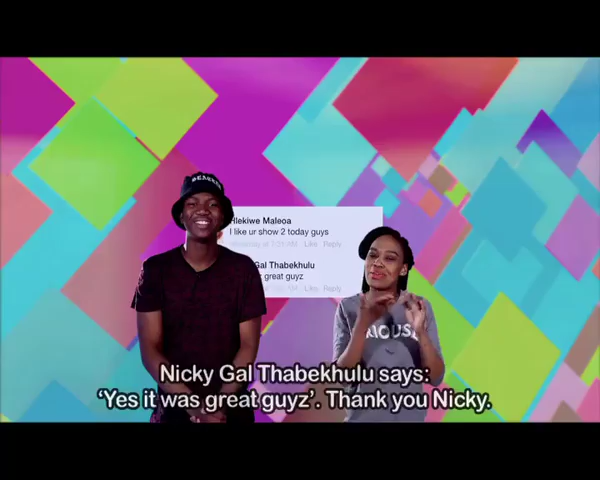 Hlekiwe Maleoa
I like ur show 2 today guys
Like Reply
Gal Thabekhulu
great guyz
Like Reply
Nicky Gal Thabekhulu says:
'Yes it was great guyz'. Thank you Nicky.